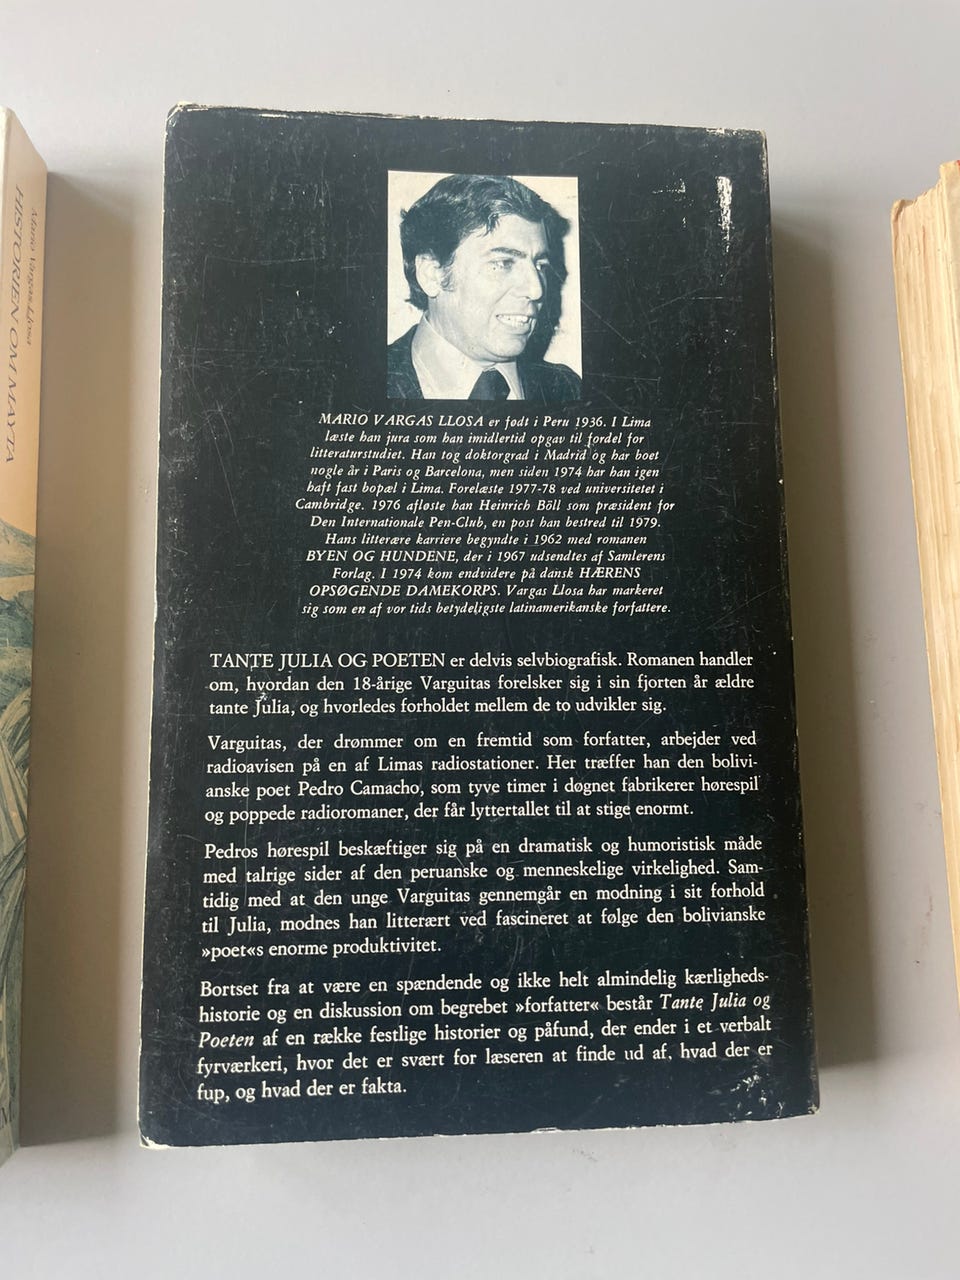 Mario Vargas Llosa
HISTORIEN OM MAYTA
MARIO VARGAS LLOSA er født i Peru 1936. I Lima
læste han jura som han imidlertid opgav til fordel for
litteraturstudiet. Han tog doktorgrad i Madrid og har boet
nogle år i Paris og Barcelona, men siden 1974 har han igen
haft fast bopæl i Lima. Forelæste 1977-78 ved universitetet i
Cambridge. 1976 afløste han Heinrich Böll som præsident for
Den Internationale Pen-Club, en post han bestred til 1979.
Hans litterære karriere begyndte i 1962 med romanen
BYEN OG HUNDENE, der i 1967 udsendtes af Samlerens
Forlag. I 1974 kom endvidere på dansk HÆRENS
OPSØGENDE DAMEKORPS. Vargas Llosa har markeret
sig som en af vor tids betydeligste latinamerikanske forfattere.
TANTE JULIA OG POETEN er delvis selvbiografisk. Romanen handler
om, hvordan den 18-årige Varguitas forelsker sig i sin fjorten år ældre
tante Julia, og hvorledes forholdet mellem de to udvikler sig.
Varguitas, der drømmer om en fremtid som forfatter, arbejder ved
radioavisen på en af Limas radiostationer. Her træffer han den bolivi-
anske poet Pedro Camacho, som tyve timer i døgnet fabrikerer hørespil
og poppede radioromaner, der får lyttertallet til at stige enormt.
Pedros hørespil beskæftiger sig på en dramatisk og humoristisk måde
med talrige sider af den peruanske og menneskelige virkelighed. Sam-
tidig med at den unge Varguitas gennemgår en modning i sit forhold
til Julia, modnes han litterært ved fascineret at følge den bolivianske
»poet«s enorme produktivitet.
Bortset fra at være en spændende og ikke helt almindelig kærligheds-
historie og en diskussion om begrebet »forfatter« består Tante Julia og
Poeten af en række festlige historier og påfund, der ender i et verbalt
fyrværkeri, hvor det er svært for læseren at finde ud af, hvad der er
fup, og hvad der er fakta.